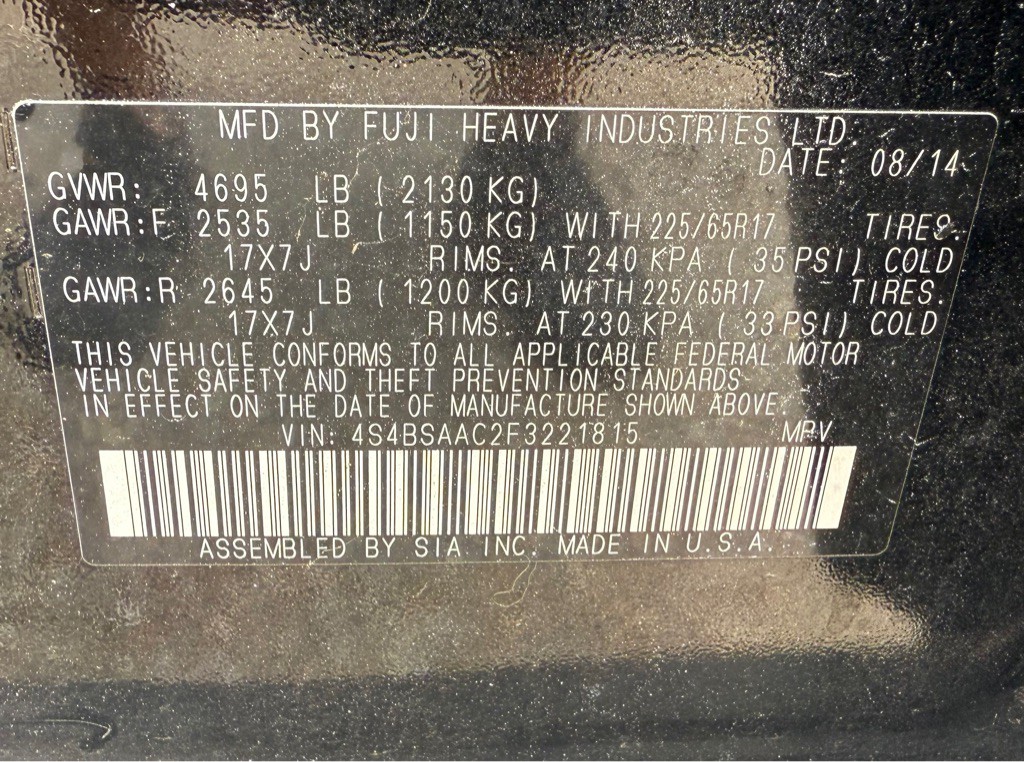 MFD BY FUJI HEAVY INDUSTRIES LTD.
DATE: 08/14
GVWR: 4695 LB ( 2130 KG)
GAWR:F 2535 LB ( 1150 KG) WITH 225/65R17 TIRES.
17X7J RIMS. AT 240 KPA ( 35 PSI) COLD
GAWR:R 2645 LB ( 1200 KG) WITH 225/65R17 TIRES.
17X7J RIMS. AT 230 KPA ( 33 PSI) COLD
THIS VEHICLE CONFORMS TO ALL APPLICABLE FEDERAL MOTOR
VEHICLE SAFETY AND THEFT PREVENTION STANDARDS
IN EFFECT ON THE DATE OF MANUFACTURE SHOWN ABOVE.
VIN: 4S4BSAAC2F3221815 MPV
ASSEMBLED BY SIA INC. MADE IN U.S.A.